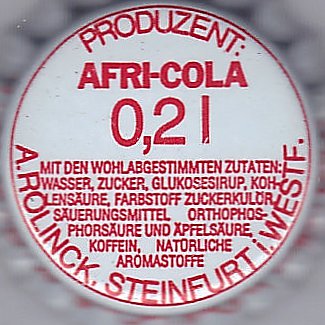 PRODUZENT:
AFRI-COLA
0,2 l
MIT DEN WOHLABGESTIMMTEN ZUTATEN:
WASSER, ZUCKER, GLUKOSESIRUP, KOH-
LENSÄURE, FARBSTOFF ZUCKERKULÖR,
SÄUERUNGSMITTEL ORTHOPHOS-
PHORSÄURE UND ÄPFELSÄURE,
KOFFEIN, NATÜRLICHE
AROMASTOFFE
A. ROLINCK, STEINFURT i. WESTF.